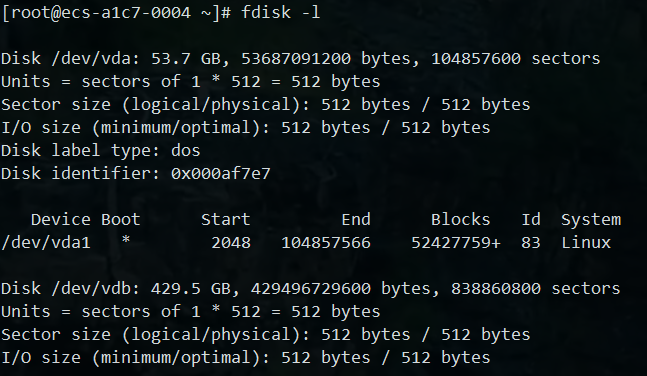 [root@ecs-a1c7-0004 ~]# fdisk -l
Disk /dev/vda: 53.7 GB, 53687091200 bytes, 104857600 sectors
Units = sectors of 1 * 512 = 512 bytes
Sector size (logical/physical): 512 bytes / 512 bytes
I/O size (minimum/optimal): 512 bytes / 512 bytes
Disk label type: dos
Disk identifier: 0x000af7e7
Device Boot Start End Blocks Id System
/dev/vda1 * 2048 104857566 52427759+ 83 Linux
Disk /dev/vdb: 429.5 GB, 429496729600 bytes, 838860800 sectors
Units = sectors of 1 * 512 = 512 bytes
Sector size (logical/physical): 512 bytes / 512 bytes
I/O size (minimum/optimal): 512 bytes / 512 bytes